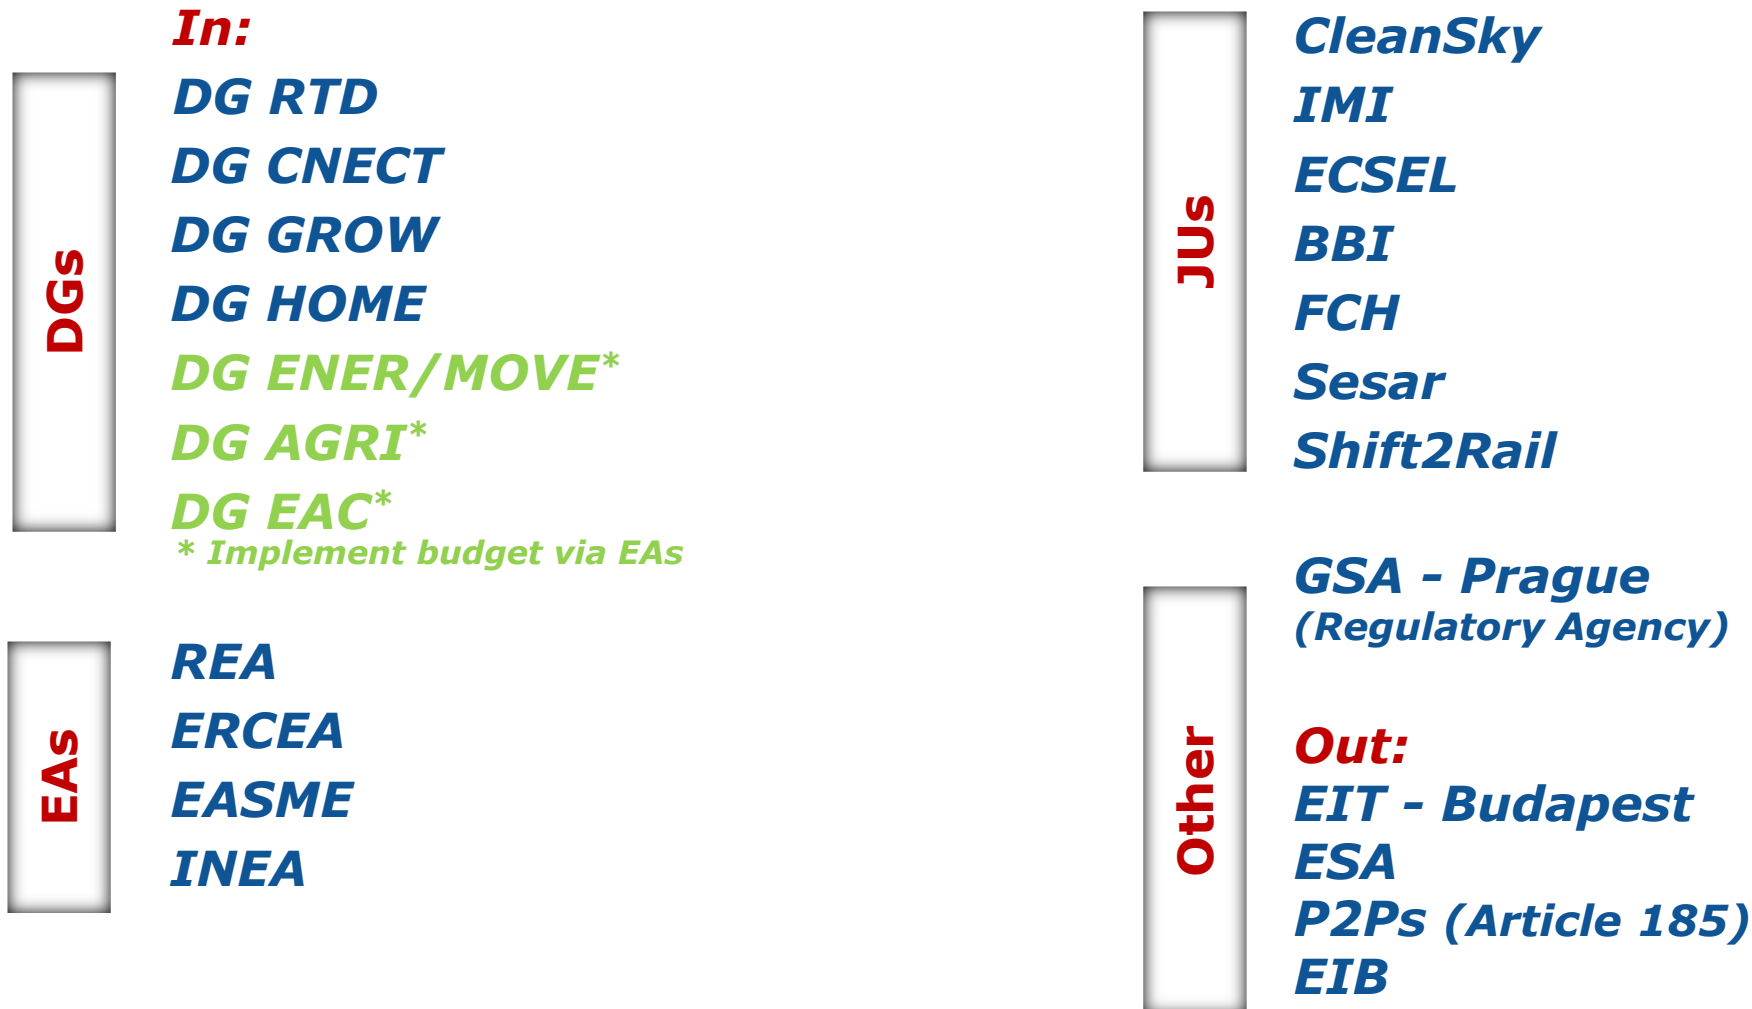 In:
DGs
DG RTD
DG CNECT
DG GROW
DG HOME
DG ENER/MOVE*
DG AGRI*
DG EAC*
* Implement budget via EAs
EAs
REA
ERCEA
EASME
INEA
JUs
CleanSky
IMI
ECSEL
BBI
FCH
Sesar
Shift2Rail
Other
GSA - Prague
(Regulatory Agency)
Out:
EIT - Budapest
ESA
P2Ps (Article 185)
EIB